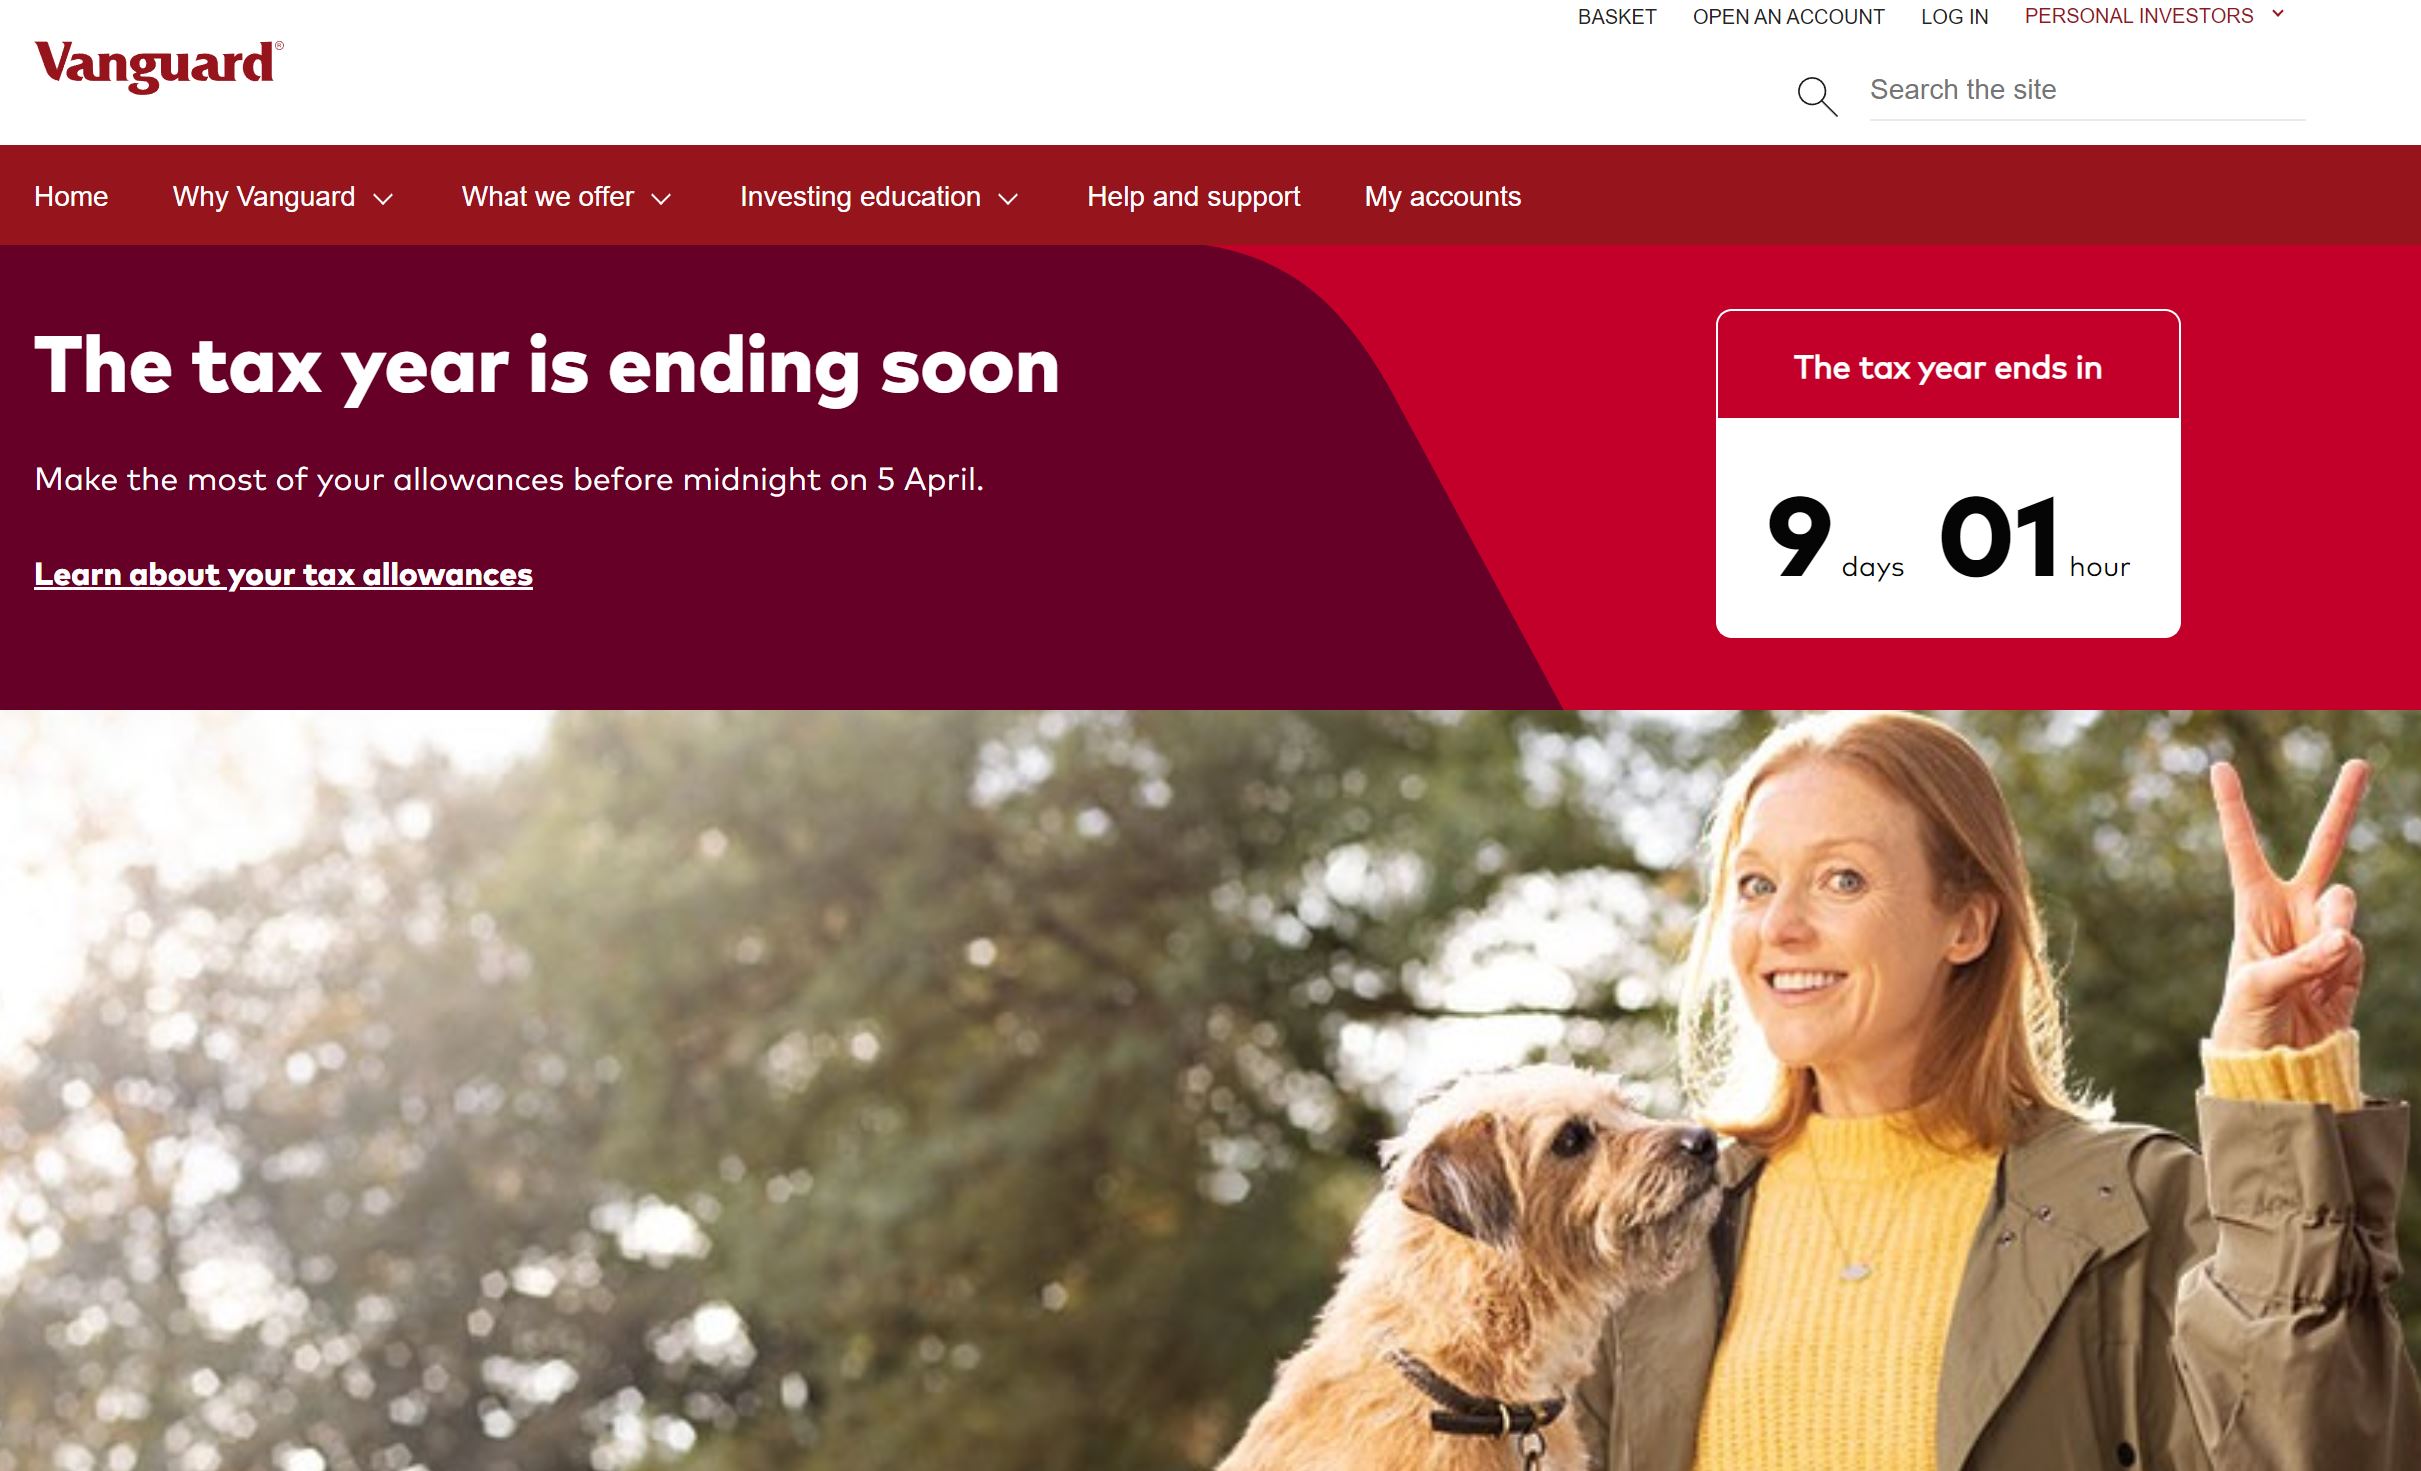 BASKET OPEN AN ACCOUNT LOG IN PERSONAL INVESTORS
Vanguard®
Search the site
Home Why Vanguard What we offer Investing education Help and support My accounts
The tax year is ending soon
Make the most of your allowances before midnight on 5 April.
Learn about your tax allowances
The tax year ends in
9 days 01 hour